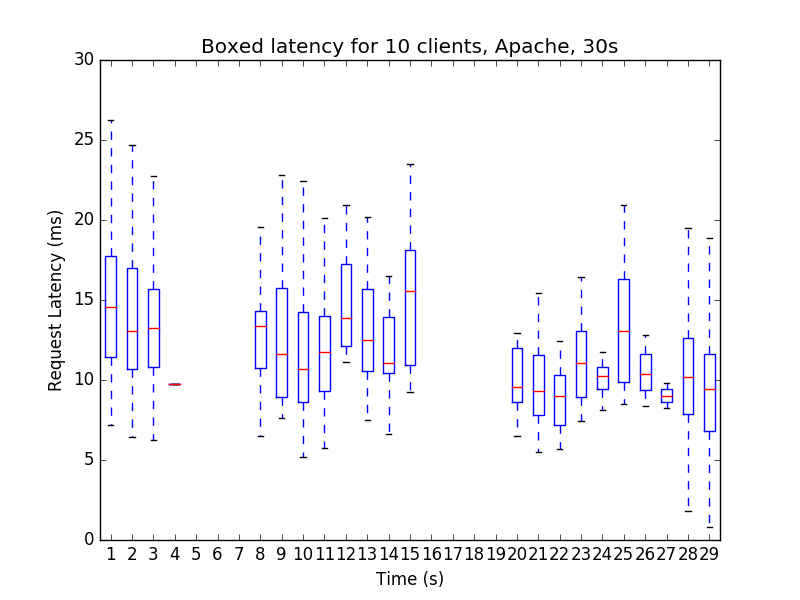 Boxed latency for 10 clients, Apache, 30s
30
25
20
15
10
5
0
Request Latency (ms)
1 2 3 4 5 6 7 8 9 10 11 12 13 14 15 16 17 18 19 20 21 22 23 24 25 26 27 28 29
Time (s)